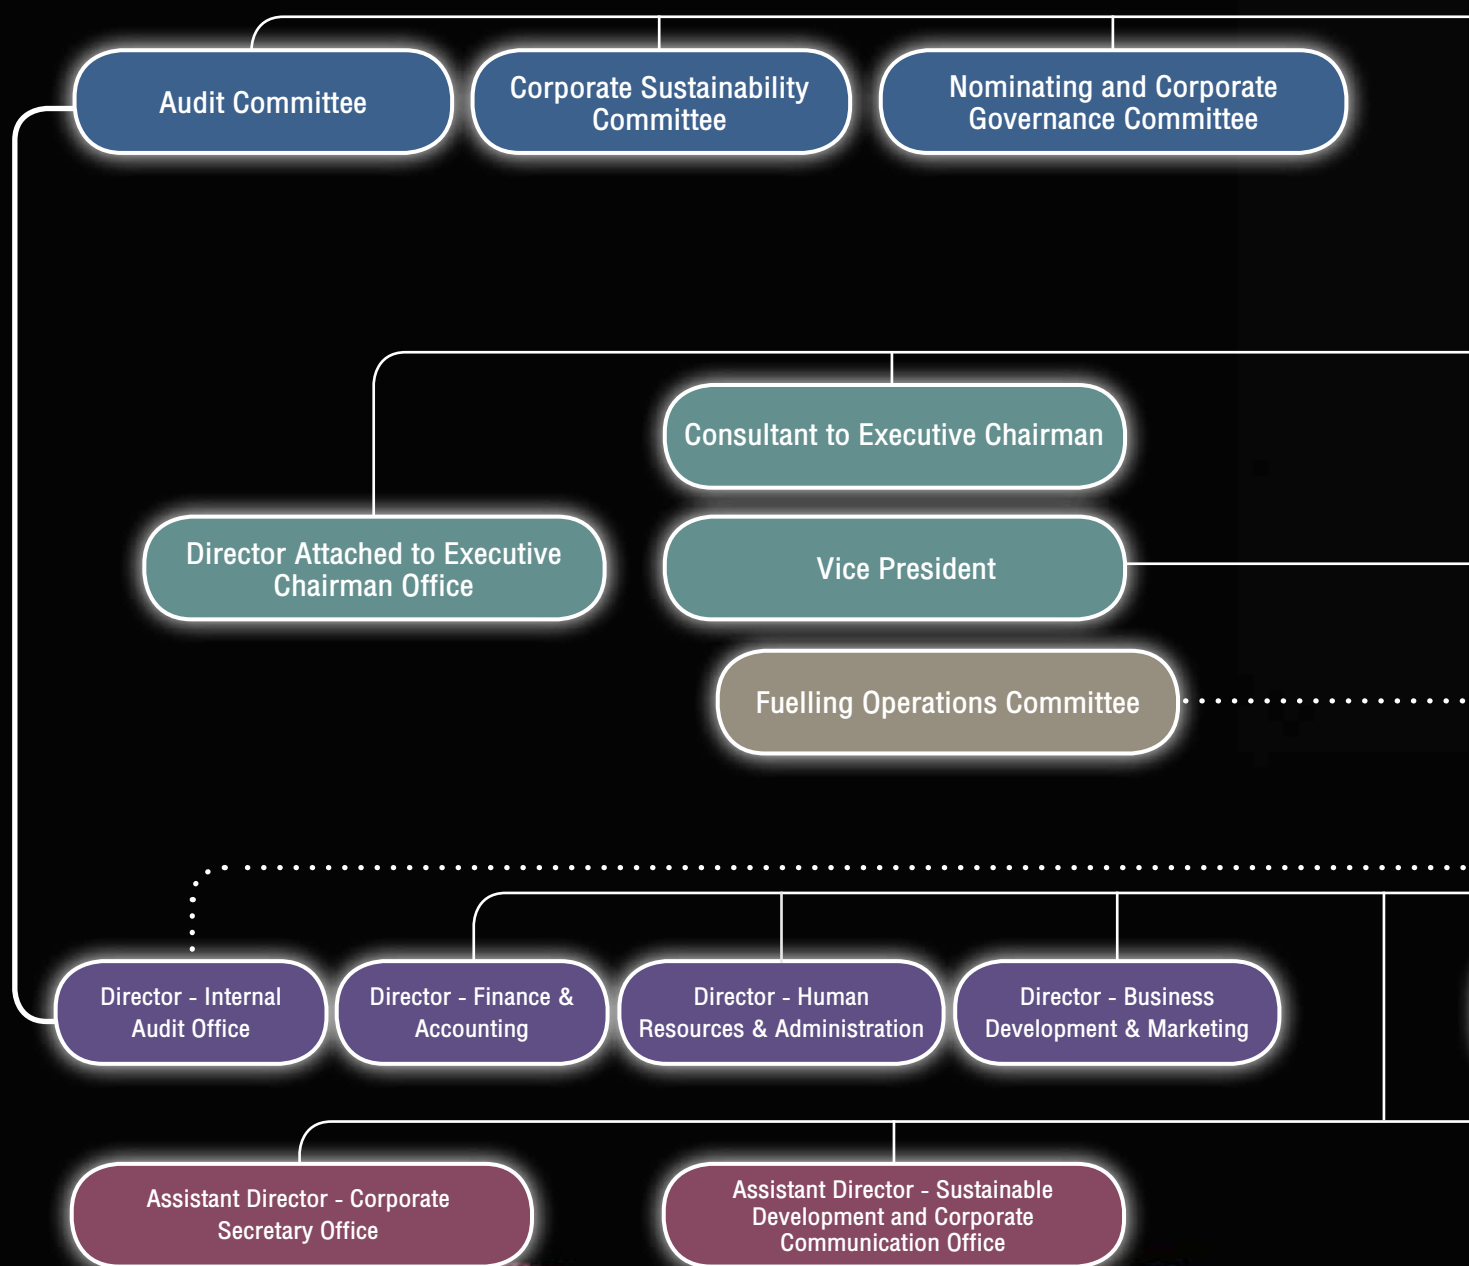 Audit Committee
Corporate Sustainability
Committee
Nominating and Corporate
Governance Committee
Consultant to Executive Chairman
Director Attached to Executive
Chairman Office
Vice President
Fuelling Operations Committee
Director - Internal
Audit Office
Director - Finance &
Accounting
Director - Human
Resources & Administration
Director - Business
Development & Marketing
Assistant Director - Corporate
Secretary Office
Assistant Director - Sustainable
Development and Corporate
Communication Office